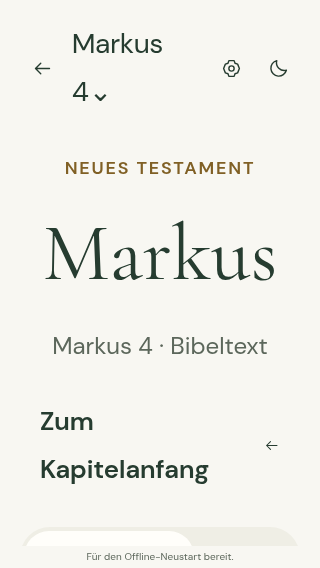 Markus
4
NEUES TESTAMENT
Markus
Markus 4 · Bibeltext
Zum
Kapitelanfang
Für den Offline-Neustart bereit.